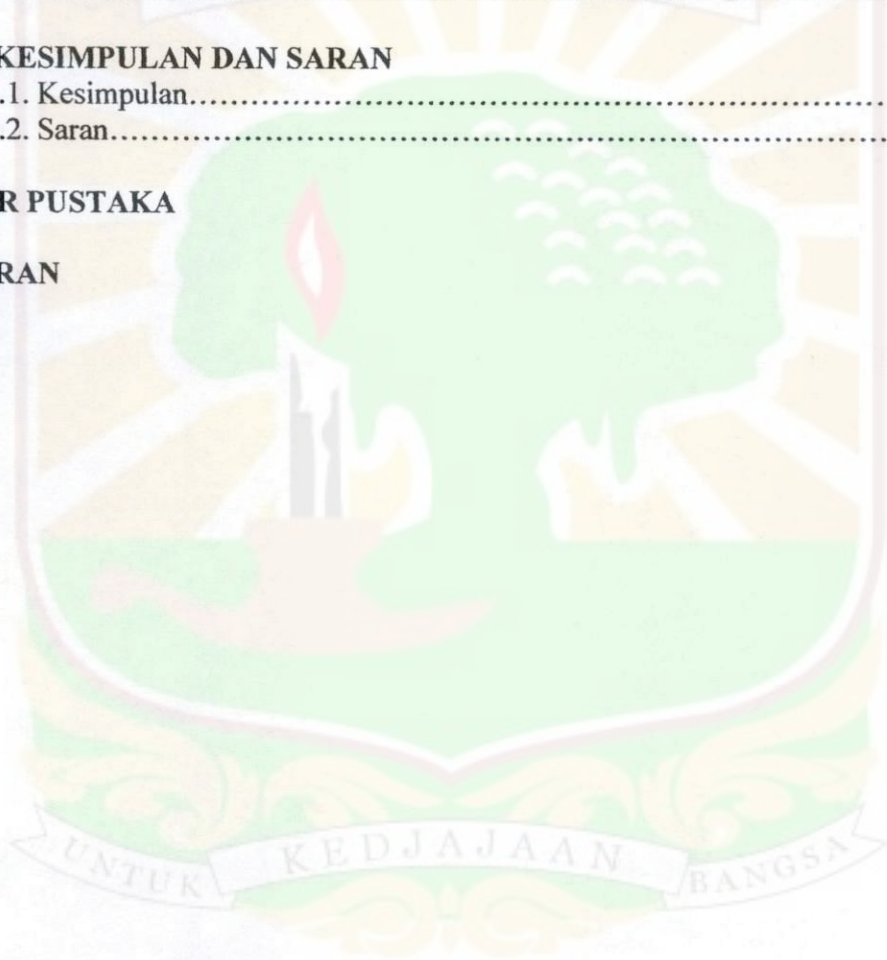 KESIMPULAN DAN SARAN
.1. Kesimpulan................................................................................
.2. Saran..........................................................................................
R PUSTAKA
RAN
UNTUK KEDJAJAAN BANGSA